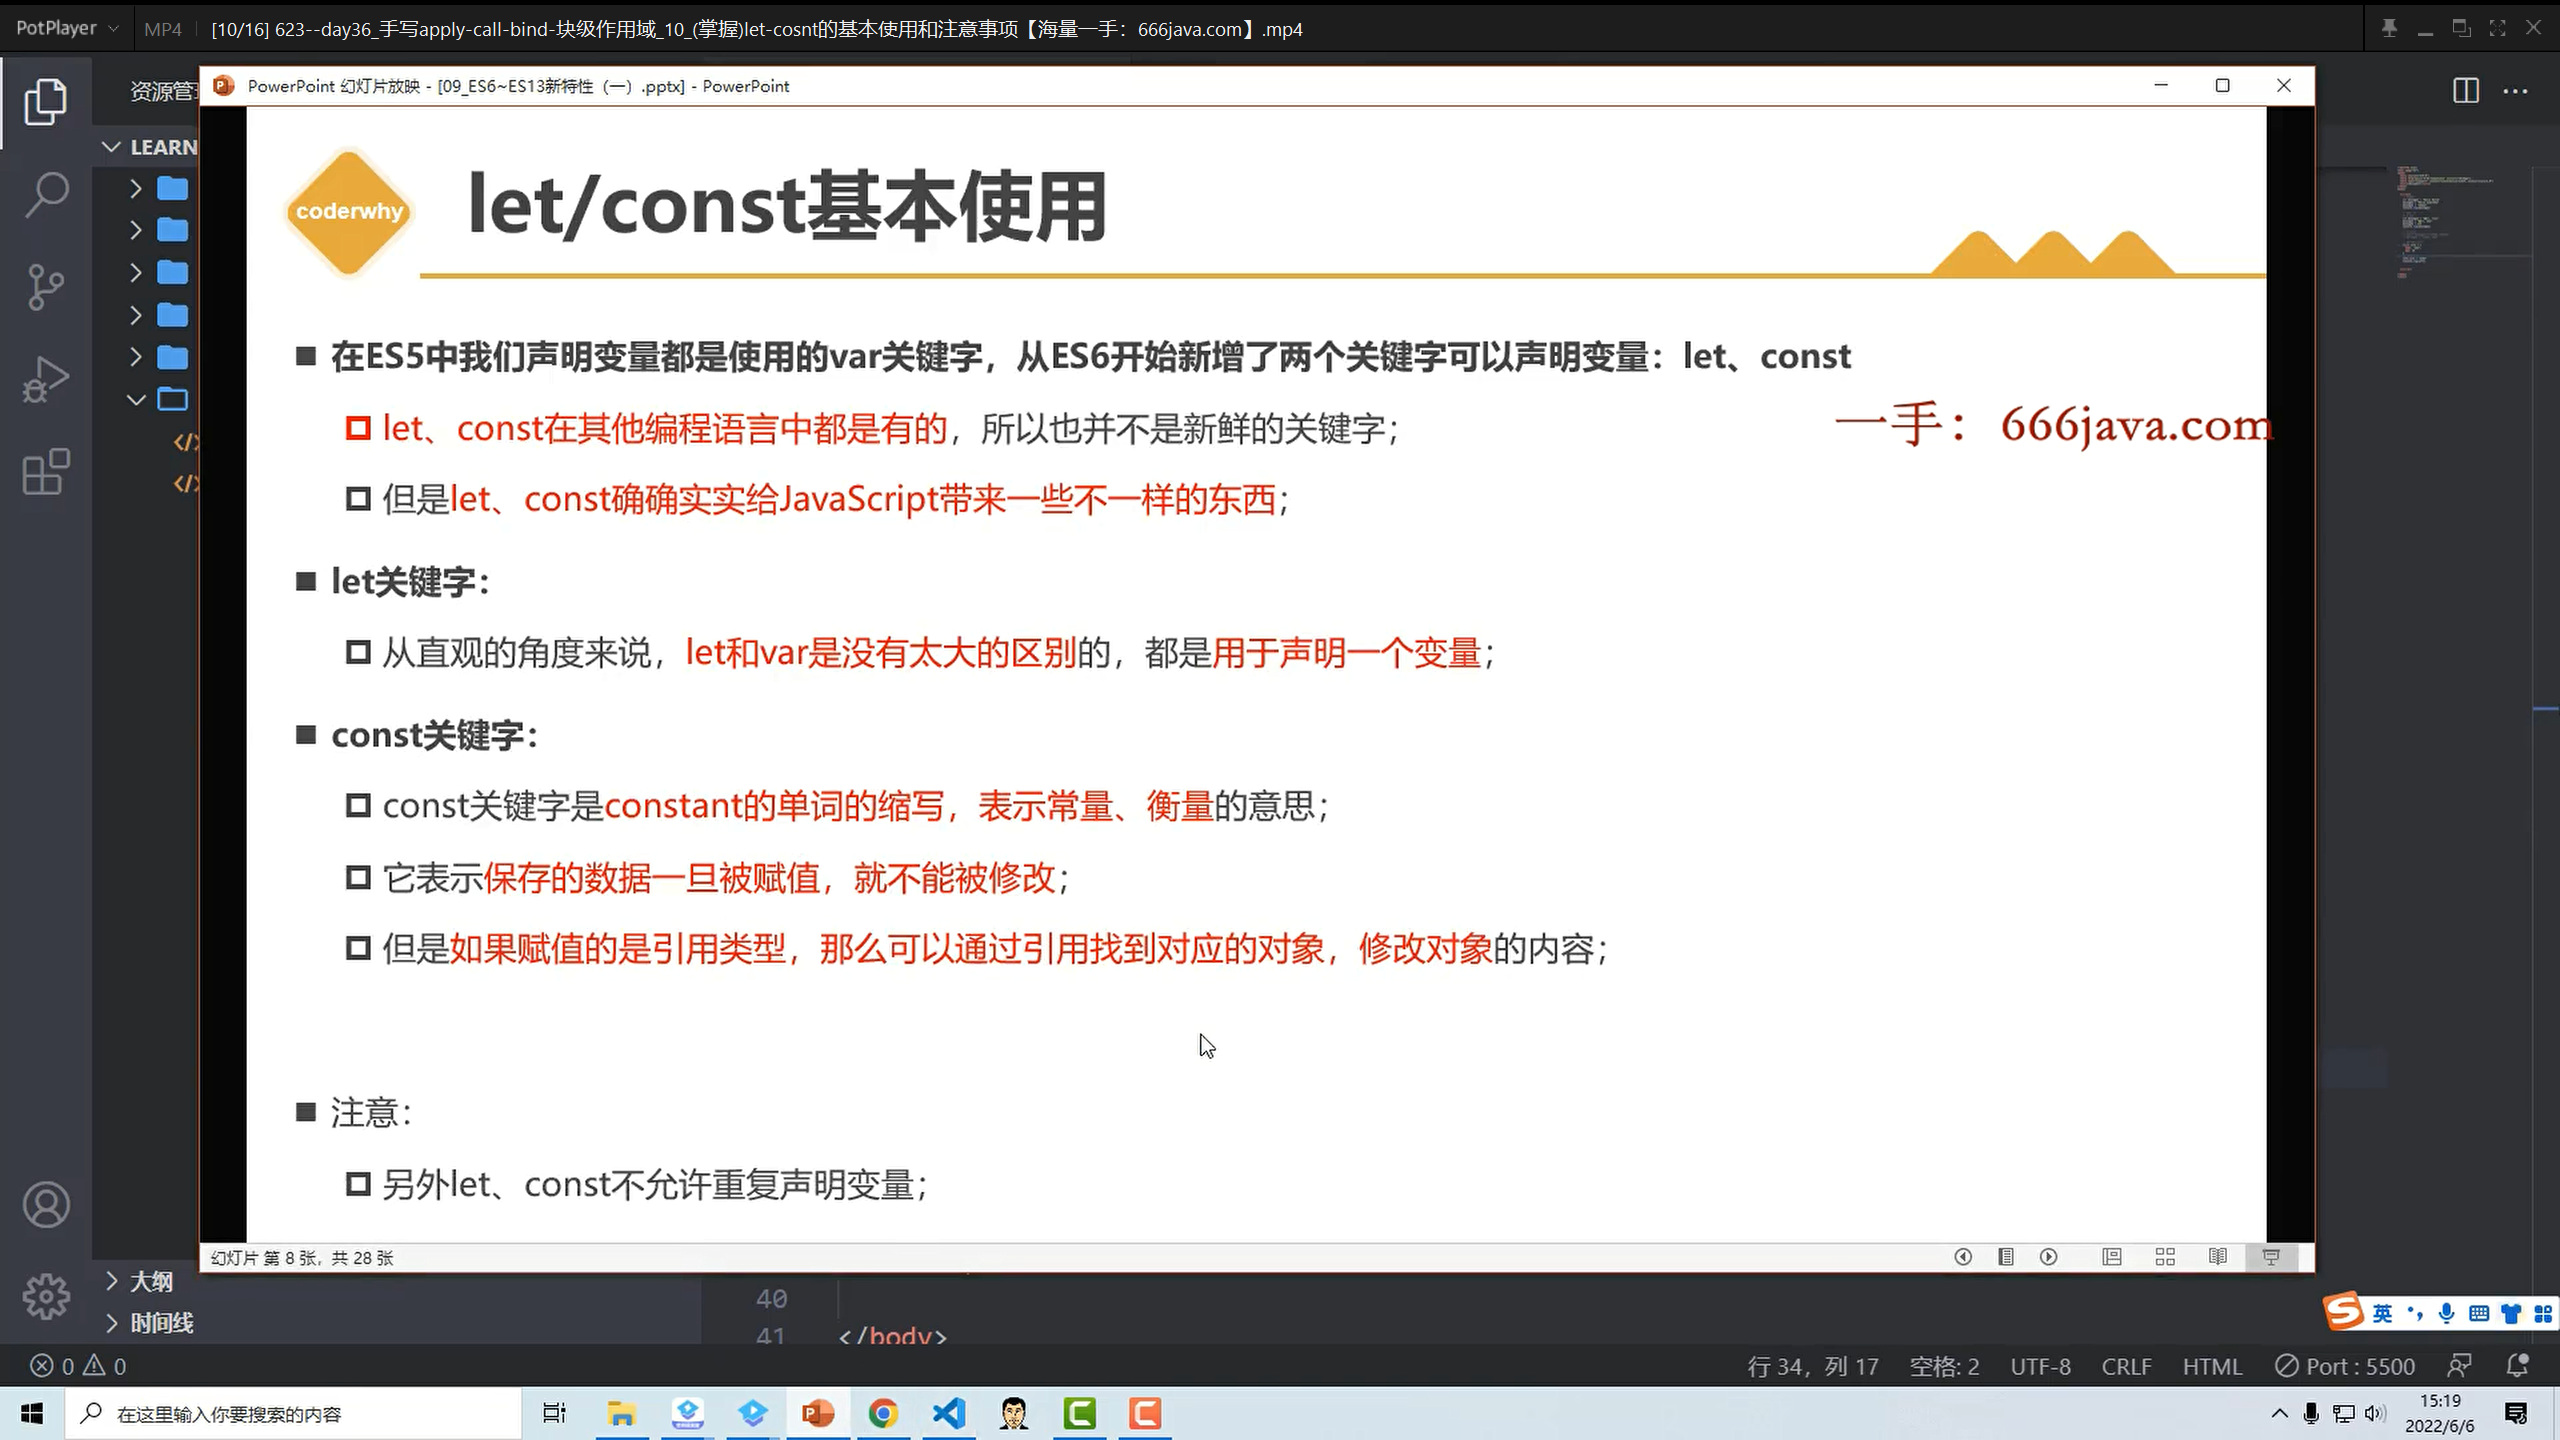 PotPlayer
MP4
[10/16] 623--day36_手写apply-call-bind-块级作用域_10_(掌握)let-cosnt的基本使用和注意事项【海量一手：666java.com】.mp4
资源管
PowerPoint 幻灯片放映 - [09_ES6~ES13新特性（一）.pptx] - PowerPoint
LEARN
coderwhy
let/const基本使用
在ES5中我们声明变量都是使用的var关键字，从ES6开始新增了两个关键字可以声明变量：let、const
let、const在其他编程语言中都是有的，所以也并不是新鲜的关键字；
一手：666java.com
但是let、const确确实实给JavaScript带来一些不一样的东西；
let关键字：
从直观的角度来说，let和var是没有太大的区别的，都是用于声明一个变量；
const关键字：
const关键字是constant的单词的缩写，表示常量、衡量的意思；
它表示保存的数据一旦被赋值，就不能被修改；
但是如果赋值的是引用类型，那么可以通过引用找到对应的对象，修改对象的内容；
注意：
另外let、const不允许重复声明变量；
幻灯片 第 8 张，共 28 张
大纲
时间线
40
41 </body>
英
0 0
行 34，列 17 空格: 2 UTF-8 CRLF HTML Port : 5500
在这里输入你要搜索的内容
15:19
2022/6/6